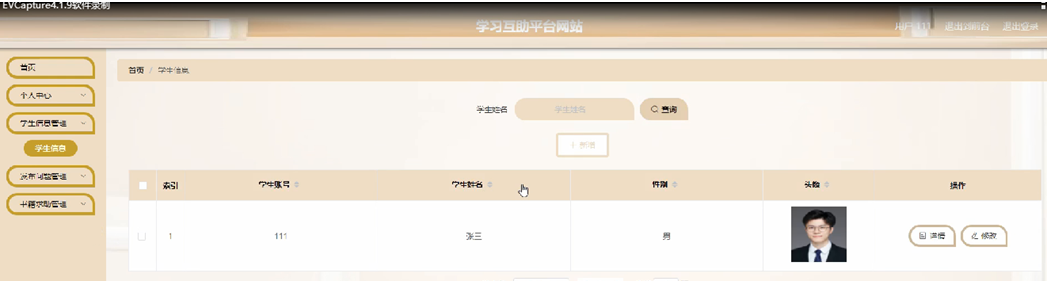 EVCapture4.1.9软件录制
学习互助平台网站
退出到前台 退出登录
首页
首页 / 学生信息
个人中心
学生姓名 学生姓名 查询
学生信息管理
学生信息
+ 新增
发布问题管理
书籍求助管理
索引 学生账号 学生姓名 性别 头像 操作
1 111 张三 男 详情 修改